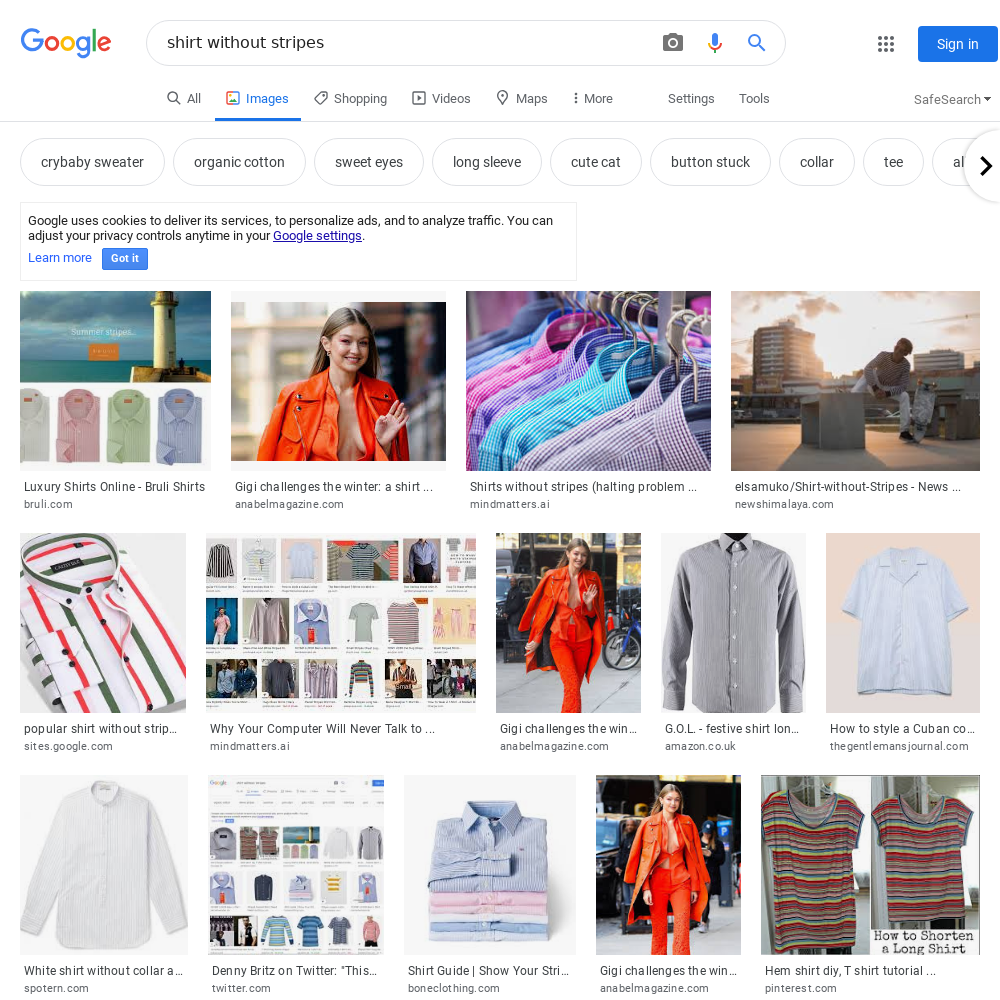 Google
shirt without stripes
Sign in
All
Images
Shopping
Videos
Maps
More
Settings
Tools
SafeSearch
crybaby sweater
organic cotton
sweet eyes
long sleeve
cute cat
button stuck
collar
tee
al
Google uses cookies to deliver its services, to personalize ads, and to analyze traffic. You can
adjust your privacy controls anytime in your Google settings.
Learn more
Got it
Summer stripes...
Luxury Shirts Online - Bruli Shirts
bruli.com
Gigi challenges the winter: a shirt ...
anabelmagazine.com
Shirts without stripes (halting problem ...
mindmatters.ai
elsamuko/Shirt-without-Stripes - News ...
newshimalaya.com
popular shirt without strip...
sites.google.com
Why Your Computer Will Never Talk to ...
mindmatters.ai
Gigi challenges the win...
anabelmagazine.com
G.O.L. - festive shirt lon...
amazon.co.uk
How to style a Cuban co...
thegentlemansjournal.com
How to Shorten
a Long Shirt
White shirt without collar a...
spotern.com
Denny Britz on Twitter: "This...
twitter.com
Shirt Guide | Show Your Stri...
boneclothing.com
Gigi challenges the win...
anabelmagazine.com
Hem shirt diy, T shirt tutorial ...
pinterest.com